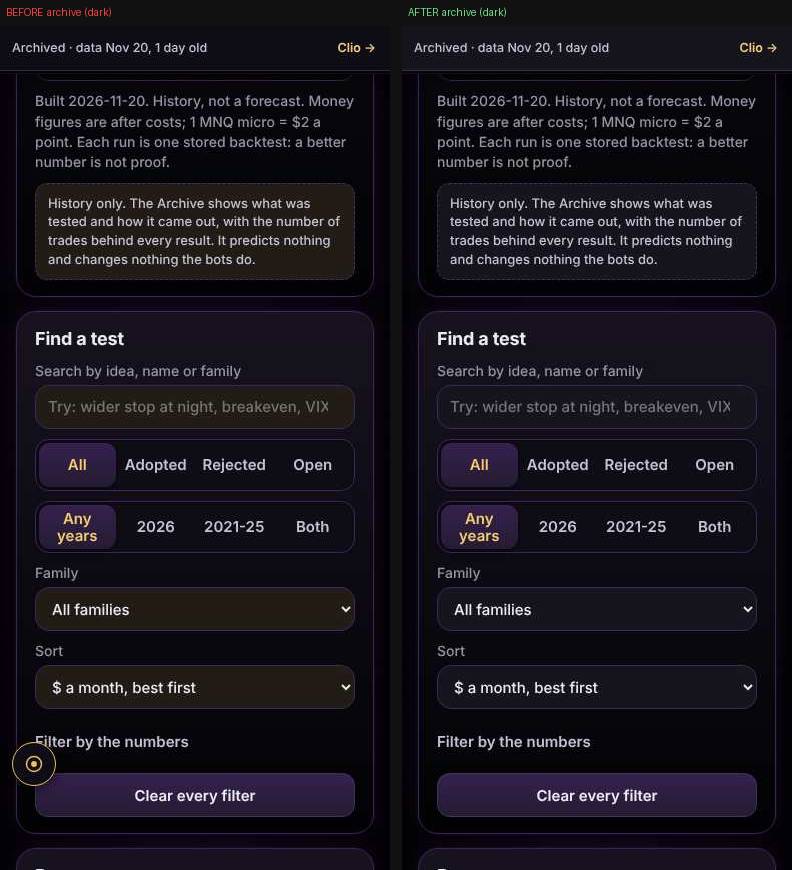 BEFORE archive (dark)
Archived · data Nov 20, 1 day old
Clio →
Built 2026-11-20. History, not a forecast. Money
figures are after costs; 1 MNQ micro = $2 a
point. Each run is one stored backtest: a better
number is not proof.
History only. The Archive shows what was
tested and how it came out, with the number of
trades behind every result. It predicts nothing
and changes nothing the bots do.
Find a test
Search by idea, name or family
Try: wider stop at night, breakeven, VIX
All Adopted Rejected Open
Any
years 2026 2021-25 Both
Family
All families
Sort
$ a month, best first
Filter by the numbers
Clear every filter
AFTER archive (dark)
Archived · data Nov 20, 1 day old
Clio →
Built 2026-11-20. History, not a forecast. Money
figures are after costs; 1 MNQ micro = $2 a
point. Each run is one stored backtest: a better
number is not proof.
History only. The Archive shows what was
tested and how it came out, with the number of
trades behind every result. It predicts nothing
and changes nothing the bots do.
Find a test
Search by idea, name or family
Try: wider stop at night, breakeven, VIX
All Adopted Rejected Open
Any
years 2026 2021-25 Both
Family
All families
Sort
$ a month, best first
Filter by the numbers
Clear every filter